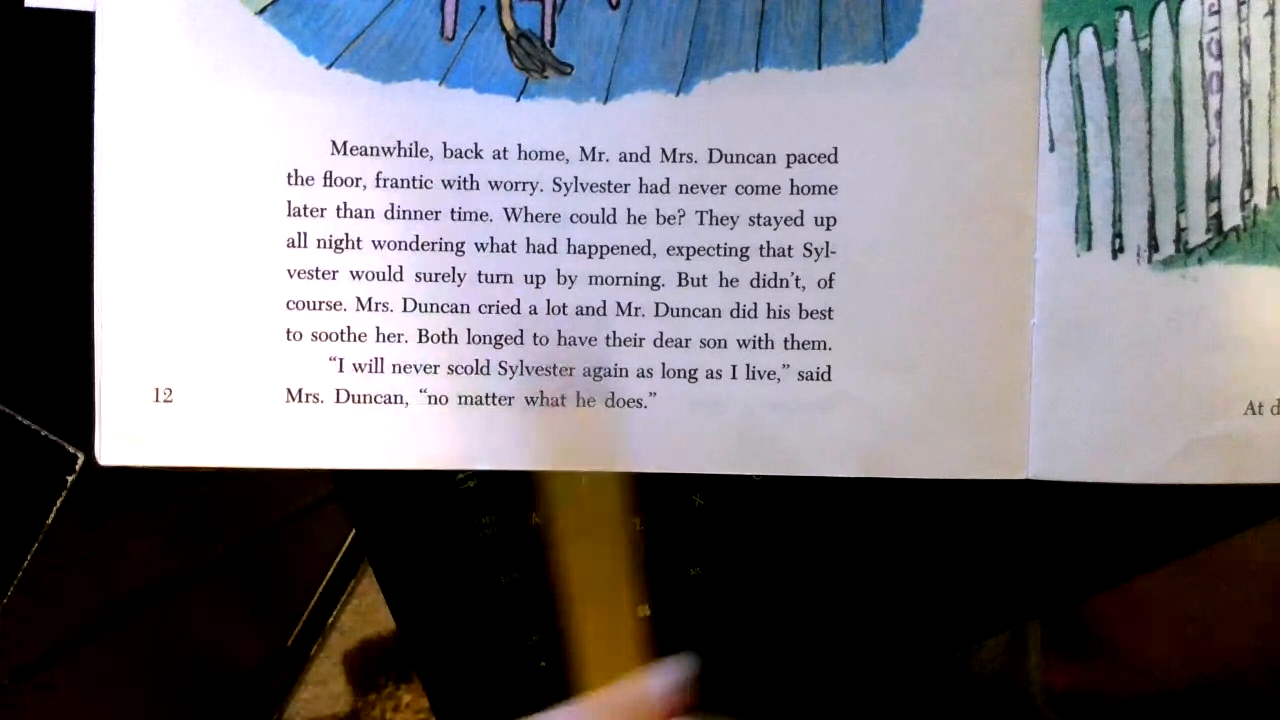 Meanwhile, back at home, Mr. and Mrs. Duncan paced
the floor, frantic with worry. Sylvester had never come home
later than dinner time. Where could he be? They stayed up
all night wondering what had happened, expecting that Syl-
vester would surely turn up by morning. But he didn't, of
course. Mrs. Duncan cried a lot and Mr. Duncan did his best
to soothe her. Both longed to have their dear son with them.
"I will never scold Sylvester again as long as I live," said
Mrs. Duncan, "no matter what he does."
12
At